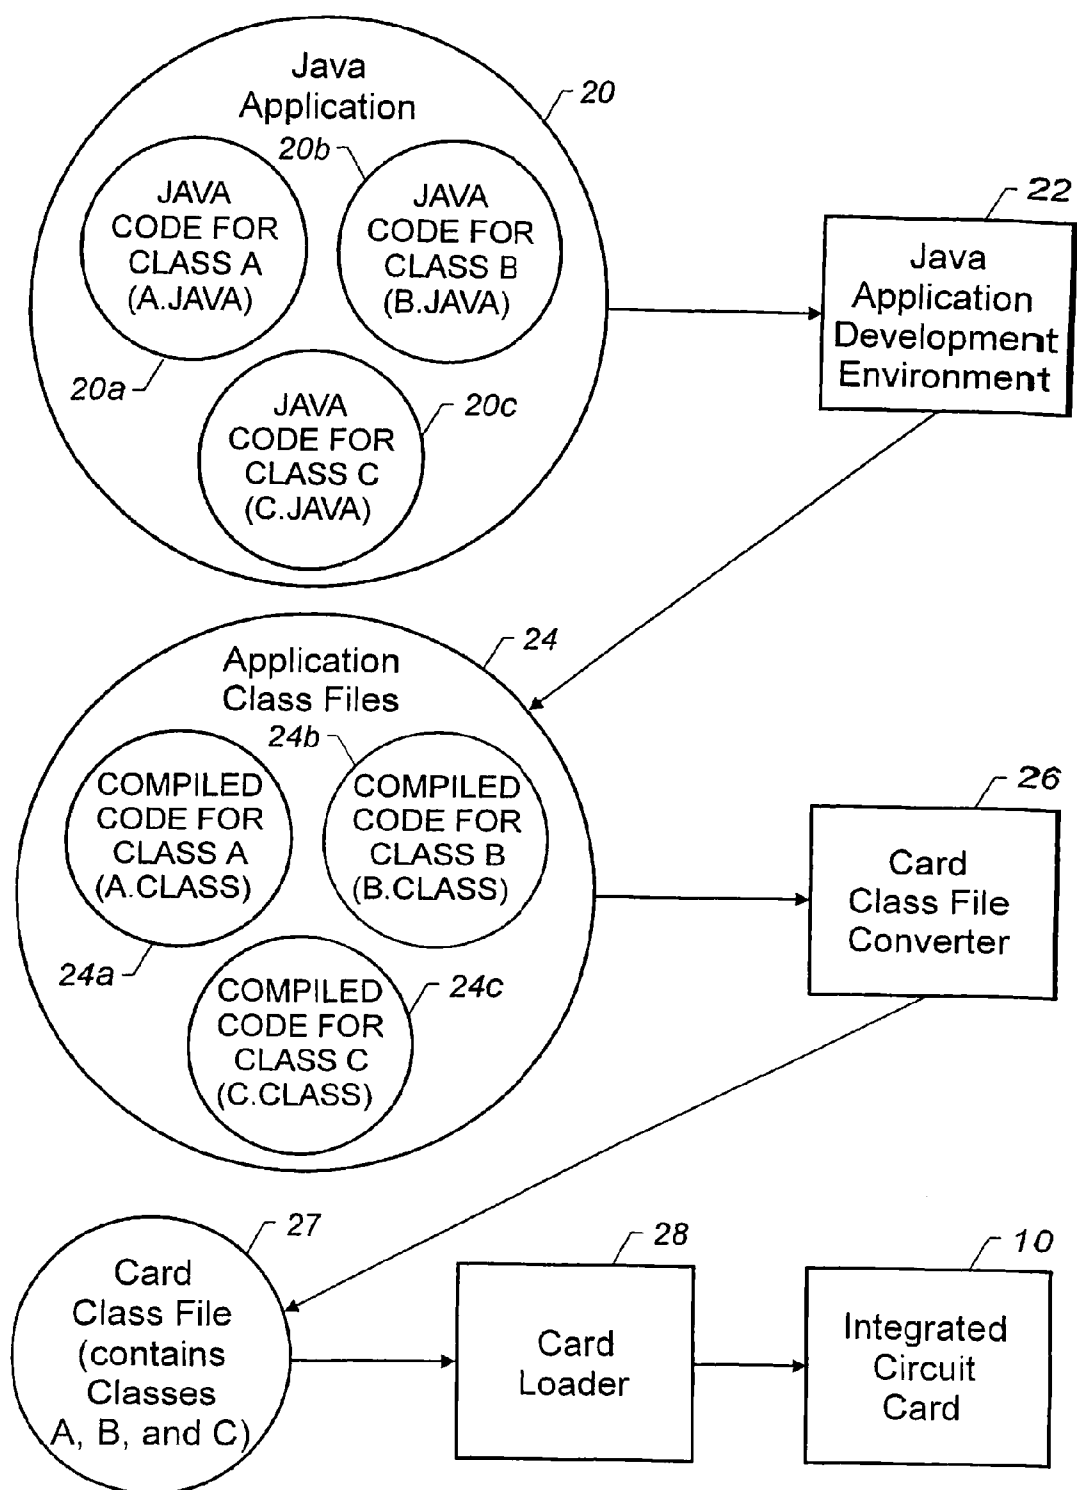 Java
Application
20
20b
JAVA
CODE FOR
CLASS A
(A.JAVA)
JAVA
CODE FOR
CLASS B
(B.JAVA)
20a
JAVA
CODE FOR
CLASS C
(C.JAVA)
20c
22
Java
Application
Development
Environment
24
Application
Class Files
24b
COMPILED
CODE FOR
CLASS A
(A.CLASS)
COMPILED
CODE FOR
CLASS B
(B.CLASS)
24a
COMPILED
CODE FOR
CLASS C
(C.CLASS)
24c
26
Card
Class File
Converter
27
Card
Class File
(contains
Classes
A, B, and C)
28
Card
Loader
10
Integrated
Circuit
Card